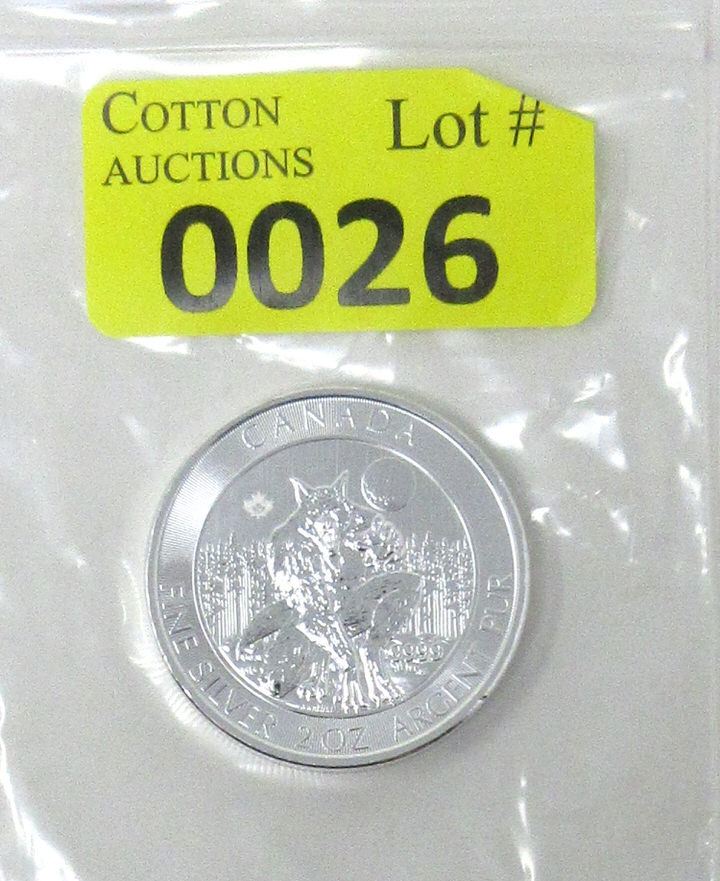 COTTON
AUCTIONS
Lot #
0026
CANADA
9999
FINE SILVER 2 OZ ARGENT PUR